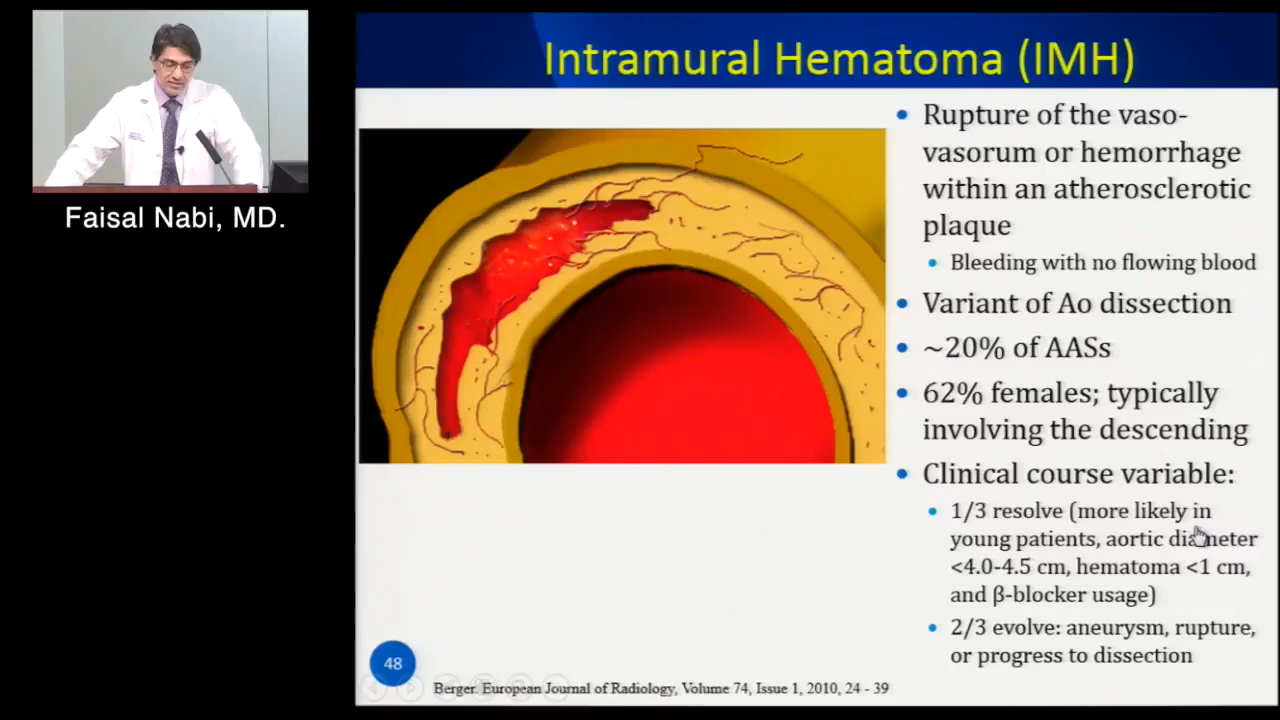 Faisal Nabi, MD.
Intramural Hematoma (IMH)
Rupture of the vaso-
vasorum or hemorrhage
within an atherosclerotic
plaque
Bleeding with no flowing blood
Variant of Ao dissection
~20% of AASs
62% females; typically
involving the descending
Clinical course variable:
1/3 resolve (more likely in
young patients, aortic diameter
<4.0-4.5 cm, hematoma <1 cm,
and β-blocker usage)
2/3 evolve: aneurysm, rupture,
or progress to dissection
48
Berger. European Journal of Radiology, Volume 74, Issue 1, 2010, 24 - 39